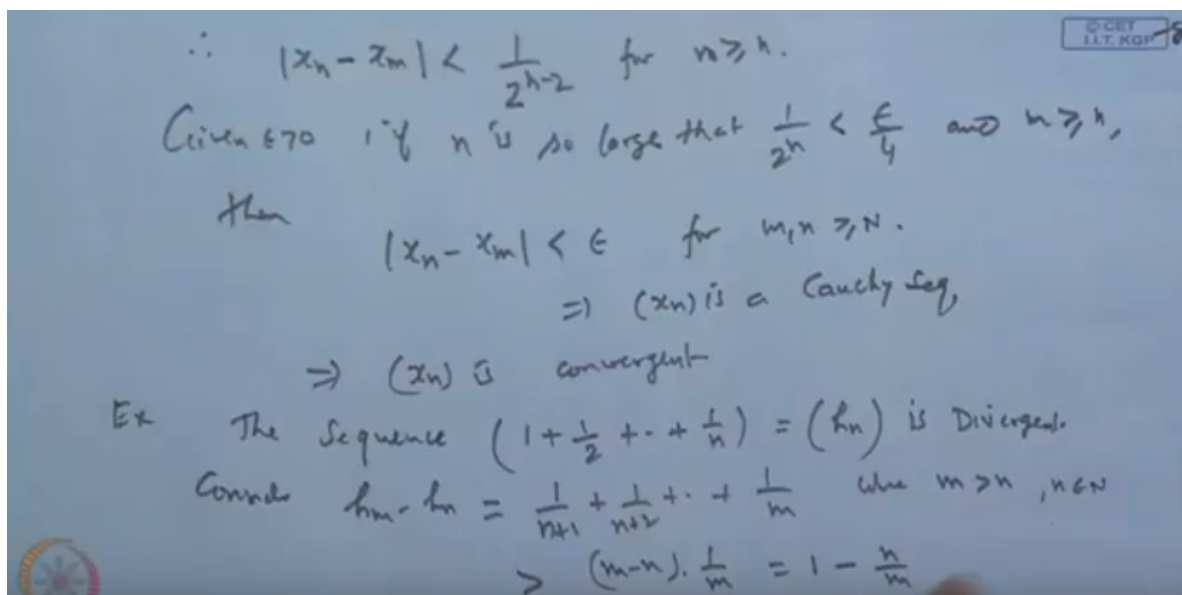 © CET
I.I.T. KGP
∴ |xn - xm| < 1/2^(n-2) for m ≥ n.
Given ε>0 if n is so large that 1/2^n < ε/4 and m ≥ n,
then
|xn - xm| < ε for m,n ≥ N.
=> (xn) is a Cauchy Seq,
=> (xn) is convergent
Ex The Sequence (1 + 1/2 + .. + 1/n) = (hn) is Divergent.
hm - hn = 1/(n+1) + 1/(n+2) + .. + 1/m m > n , n ∈ N
> (m-n). 1/m = 1 - n/m